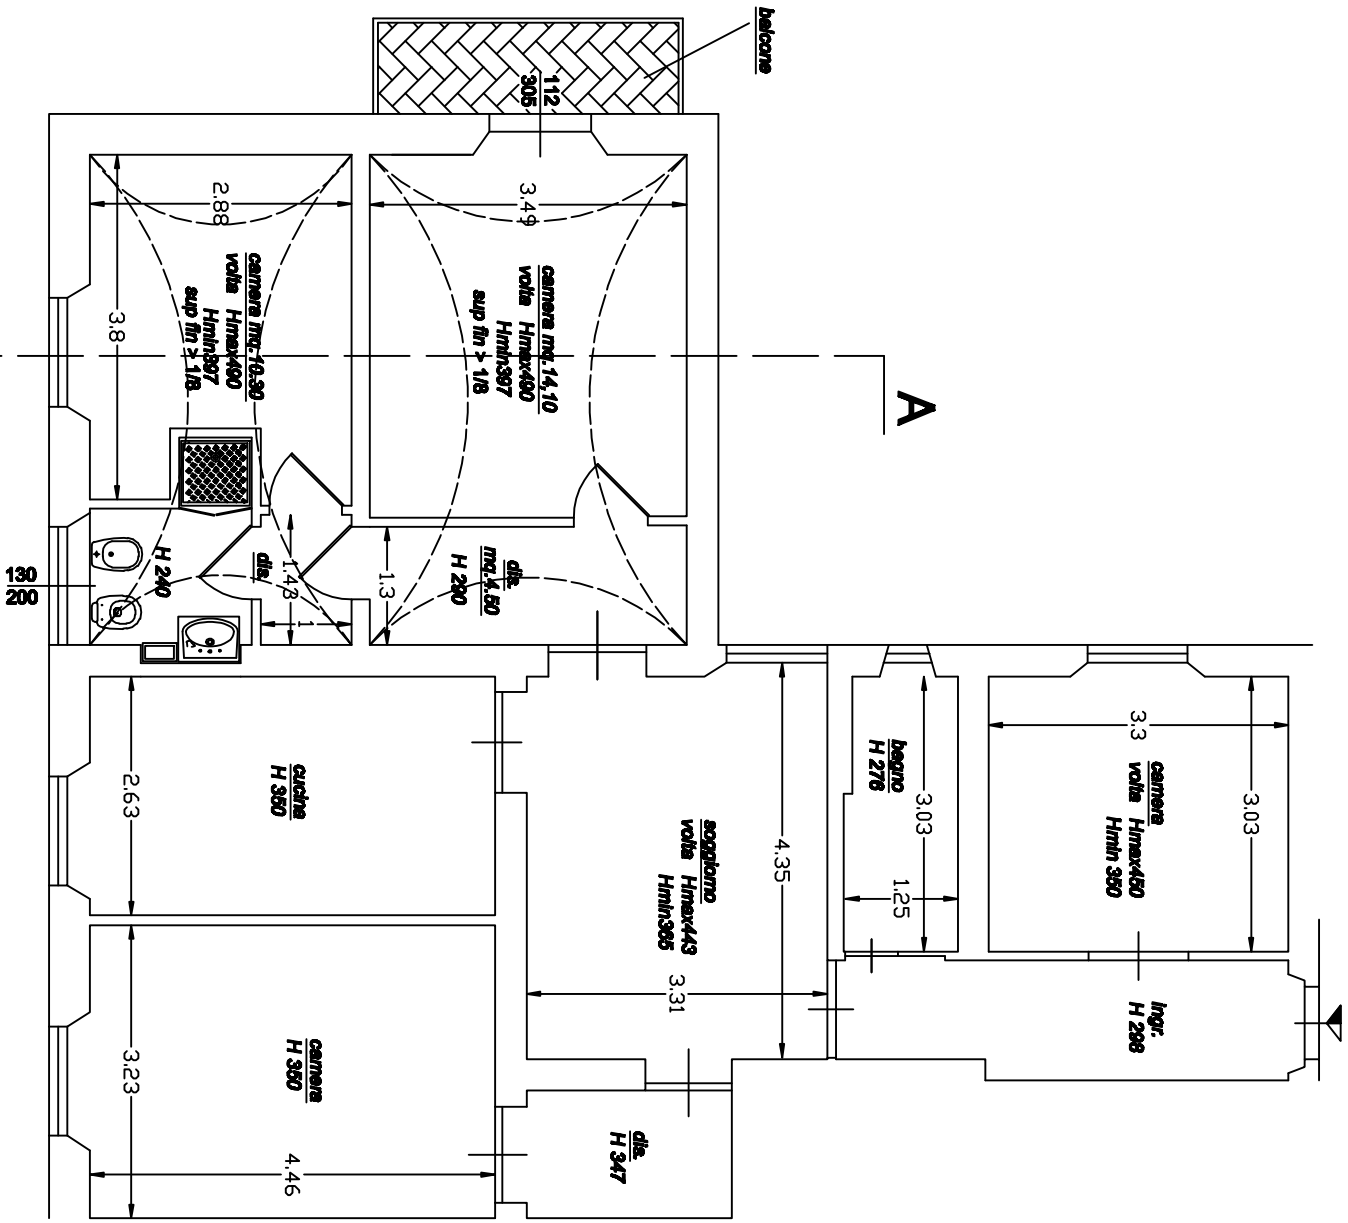 balcone
112
305
3.49
camera mq.14,10
volta Hmax490
Hmin397
sup fin > 1/8
2.88
camera mq.10.30
volta Hmax490
Hmin397
sup fin > 1/8
3.8
A
dis.
mq.4.50
H 290
1.3
1.43
dis.
1
H 240
130
200
camera
volta Hmax450
Hmin 350
3.3
3.03
bagno
H 276
3.03
1.25
4.35
soggiorno
volta Hmax443
Hmin365
3.31
cucina
H 350
2.63
ingr.
H 298
camera
H 350
3.23
4.46
dis.
H 347